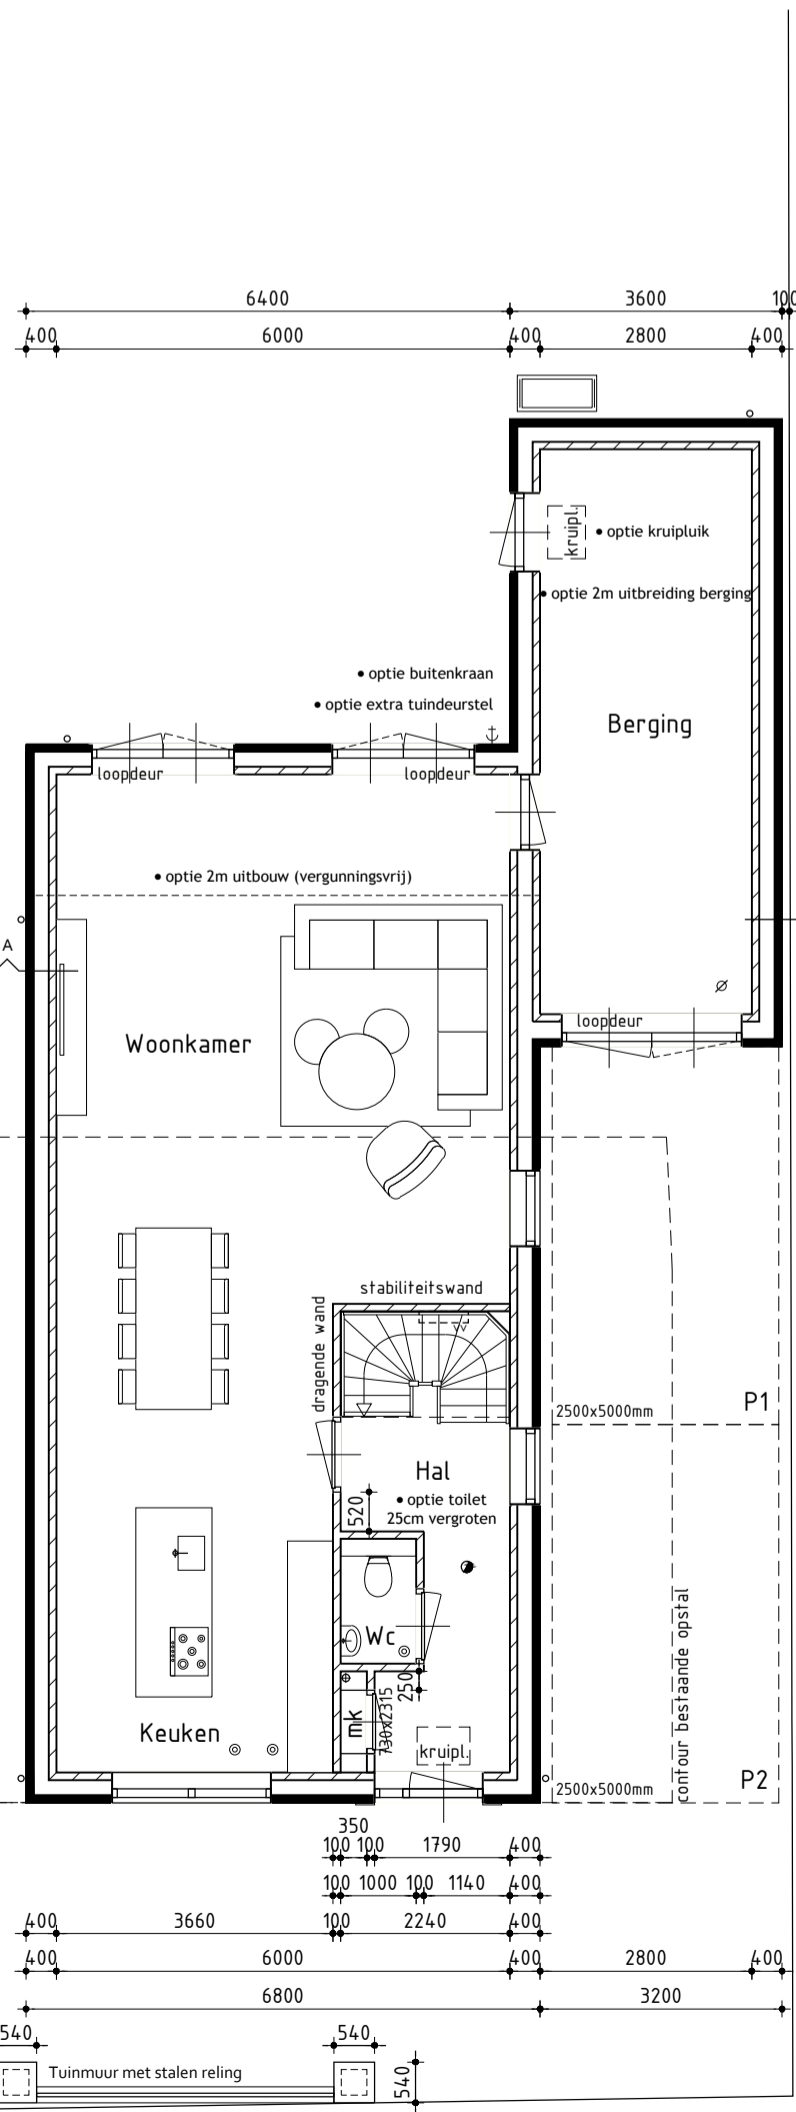 6400 3600 100
400 6000 400 2800 400
kruipl.
• optie kruipluik
• optie 2m uitbreiding berging
• optie buitenkraan
• optie extra tuindeurstel
Berging
loopdeur loopdeur
• optie 2m uitbouw (vergunningsvrij)
A
loopdeur
Woonkamer
stabiliteitswand
dragende wand
P1
2500x5000mm
Hal
• optie toilet
25cm vergroten
520
Wc
contour bestaande opstal
250
mk
730x2315
Keuken
kruipl.
P2
2500x5000mm
350
100 100 1790 400
100 1000 100 1140 400
400 3660 100 2240 400
400 6000 400 2800 400
6800 3200
540 540
Tuinmuur met stalen reling
540